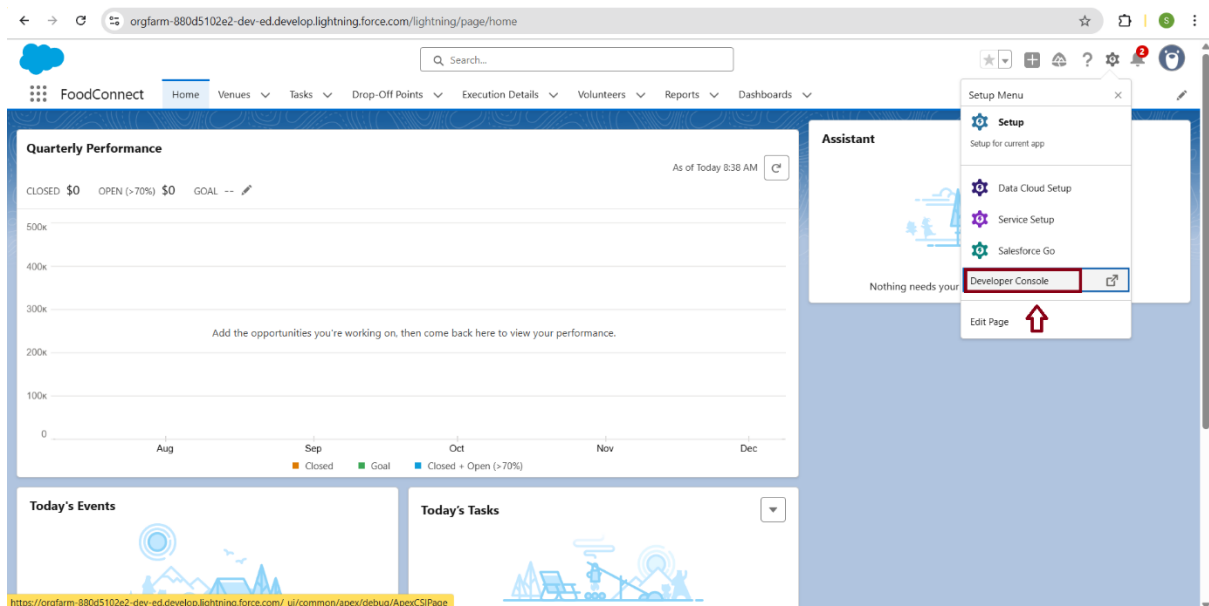 orgfarm-880d5102e2-dev-ed.develop.lightning.force.com/lightning/page/home
S
Search...
2
FoodConnect Home Venues Tasks Drop-Off Points Execution Details Volunteers Reports Dashboards
Setup Menu
Setup
Setup for current app
Data Cloud Setup
Service Setup
Salesforce Go
Developer Console
Edit Page
Quarterly Performance
As of Today 8:38 AM
CLOSED $0 OPEN (>70%) $0 GOAL --
500K
400K
300K
200K
100K
0
Add the opportunities you're working on, then come back here to view your performance.
Aug Sep Oct Nov Dec
Closed Goal Closed + Open (>70%)
Assistant
Nothing needs your
Today's Events
Today's Tasks
https://orgfarm-880d5102e2-dev-ed.develop.lightning.force.com/_ui/common/apex/debug/ApexCSIPage